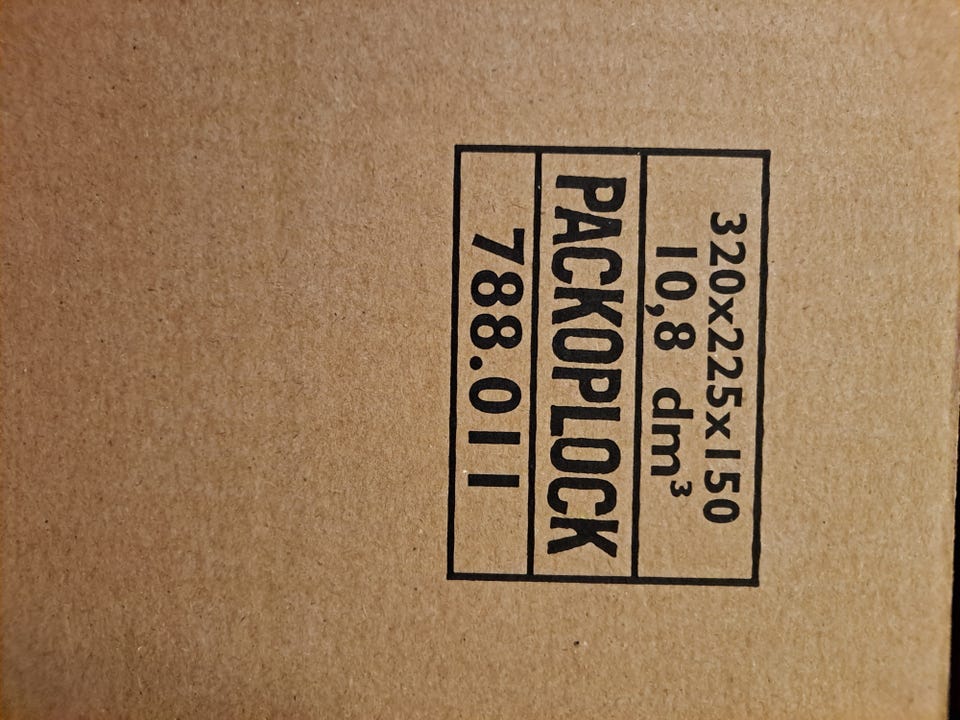 320x225x150
10,8 dm³
PACKOPLOCK
788.011